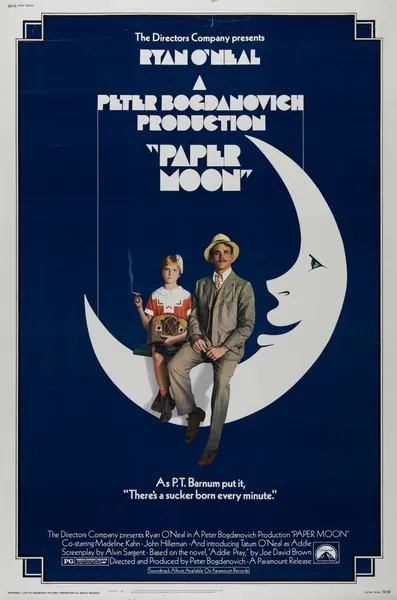 The Directors Company presents
RYAN O'NEAL
A
PETER BOGDANOVICH
PRODUCTION
"PAPER
MOON"
As P.T. Barnum put it,
"There's a sucker born every minute."
The Directors Company presents Ryan O'Neal in A Peter Bogdanovich Production "PAPER MOON"
Co-starring Madeline Kahn · John Hillerman · And introducing Tatum O'Neal as Addie
Screenplay by Alvin Sargent · Based on the novel, "Addie Pray," by Joe David Brown
PG
Directed and Produced by Peter Bogdanovich · A Paramount Release
Soundtrack Album Available On Paramount Records